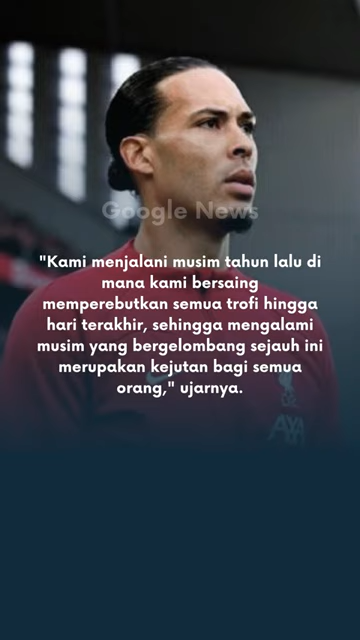 Google News
"Kami menjalani musim tahun lalu di
mana kami bersaing
memperebutkan semua trofi hingga
hari terakhir, sehingga mengalami
musim yang bergelombang sejauh ini
merupakan kejutan bagi semua
orang," ujarnya.